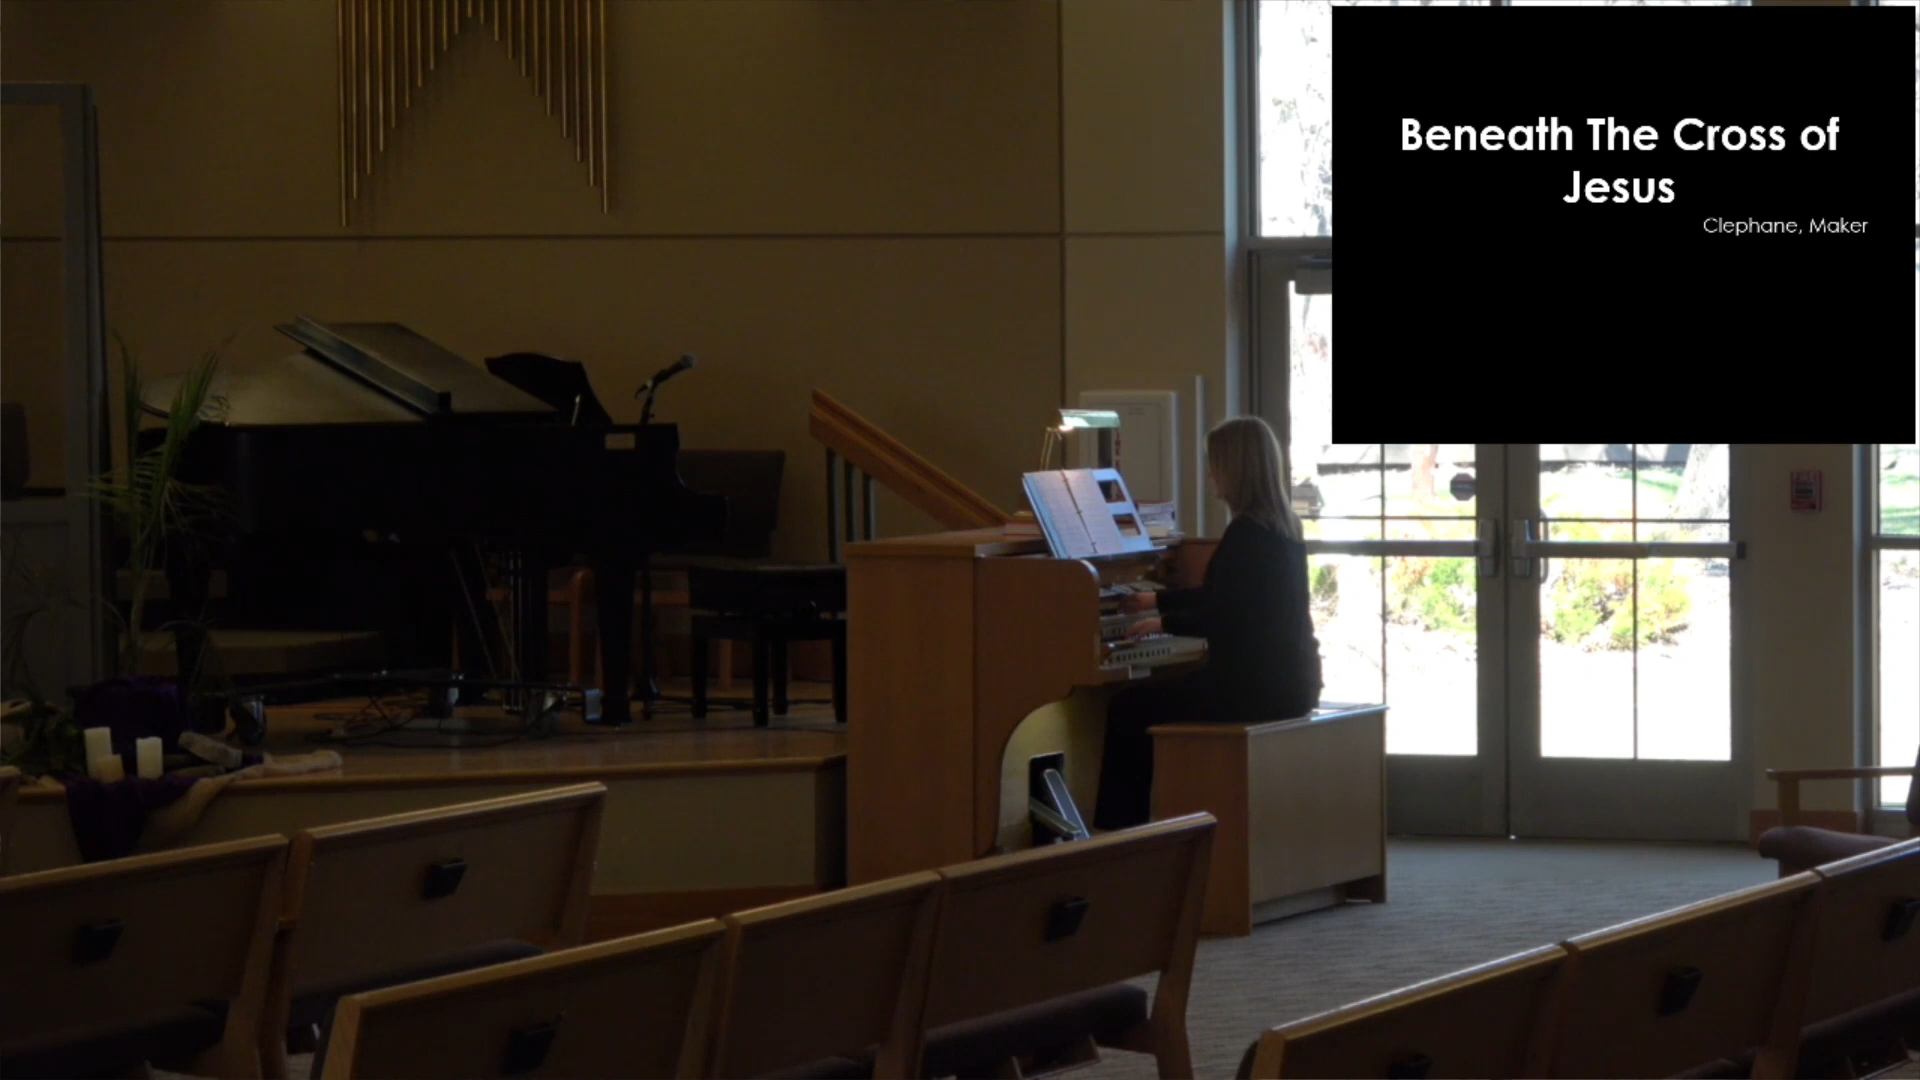 Beneath The Cross of
Jesus
Clephane, Maker